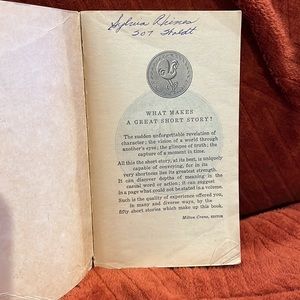 Sylvia
507
WHAT MAKES
A GREAT SHORT STORY?
The sudden unforgettable revelation of
character; the vision of a world through
another's eyes; the glimpse of truth; the
capture of a moment in time.
All this the short story, at its best, is uniquely
capable of conveying, for in its
very shortness lies its greatest strength.
It can discover depths of meaning in the
casual word or action; it can suggest
in a page what could not be stated in a volume.
Such is the quality of experience offered you,
in many and diverse ways, by the
fifty short stories which make up this book.
Milton Crane, EDITOR